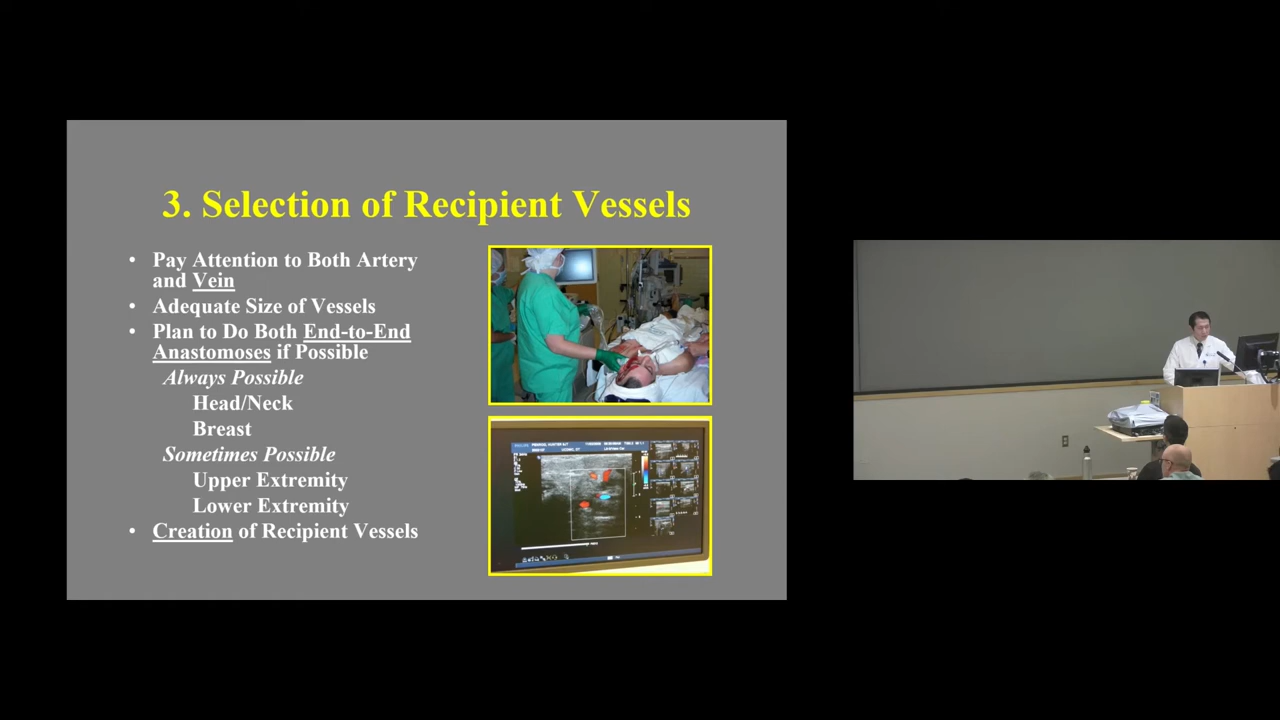 3. Selection of Recipient Vessels
• Pay Attention to Both Artery
and Vein
• Adequate Size of Vessels
• Plan to Do Both End-to-End
Anastomoses if Possible
Always Possible
Head/Neck
Breast
Sometimes Possible
Upper Extremity
Lower Extremity
• Creation of Recipient Vessels